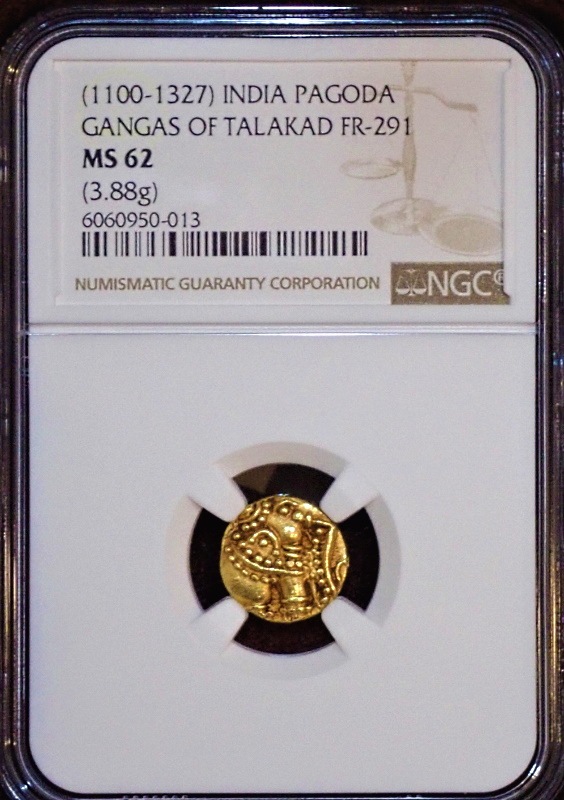 (1100-1327) INDIA PAGODA
GANGAS OF TALAKAD FR-291
MS 62
(3.88g)
6060950-013
NUMISMATIC GUARANTY CORPORATION NGC®